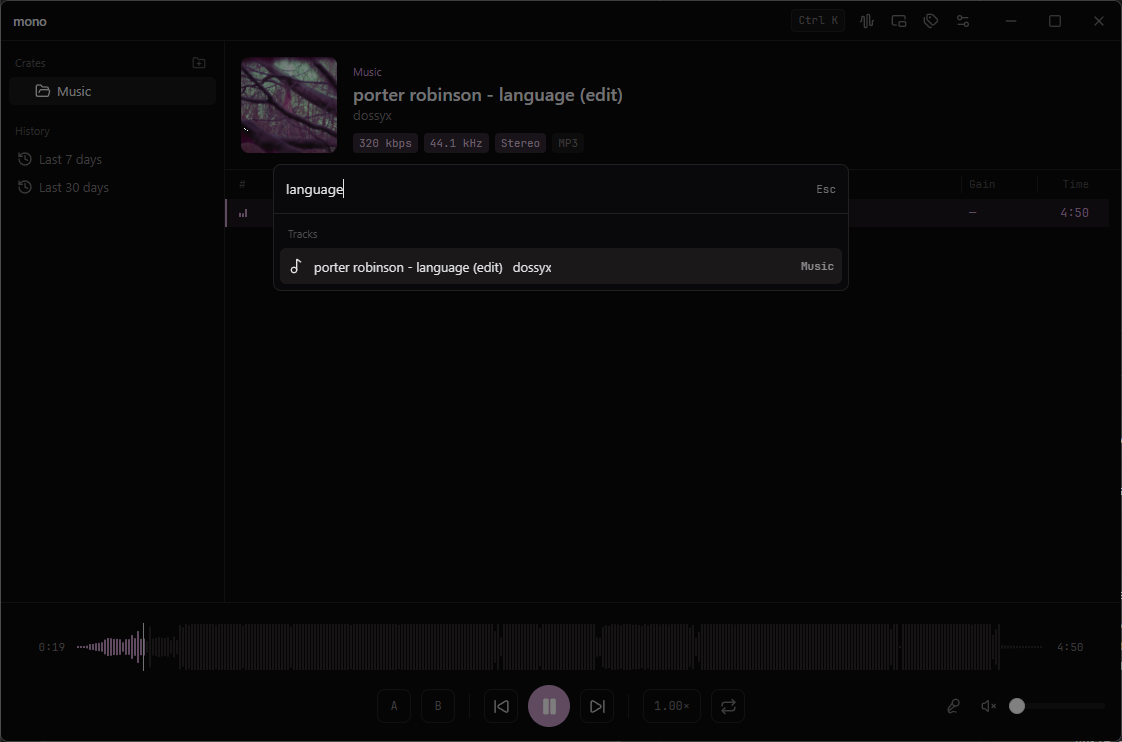 mono
Ctrl K
Crates
Music
History
Last 7 days
Last 30 days
Music
porter robinson - language (edit)
dossyx
320 kbps 44.1 kHz Stereo MP3
# Gain Time
— 4:50
language Esc
Tracks
porter robinson - language (edit) dossyx Music
0:19 4:50
A B 1.00×